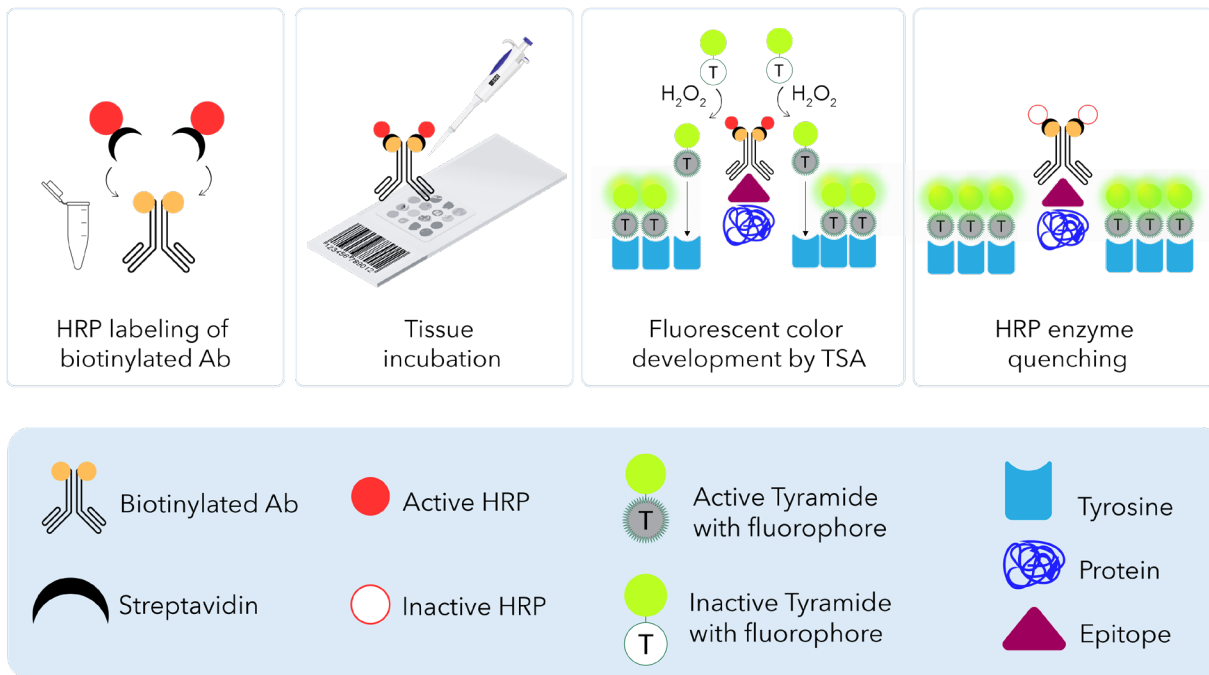 T
T
H₂O₂
H₂O₂
T
T
T
T
T
T
T
T
T
T
T
T
*123456789012*
HRP labeling of
biotinylated Ab
Tissue
incubation
Fluorescent color
development by TSA
HRP enzyme
quenching
Biotinylated Ab
Active HRP
Active Tyramide
with fluorophore
T
Tyrosine
Protein
Streptavidin
Inactive HRP
Inactive Tyramide
with fluorophore
T
Epitope